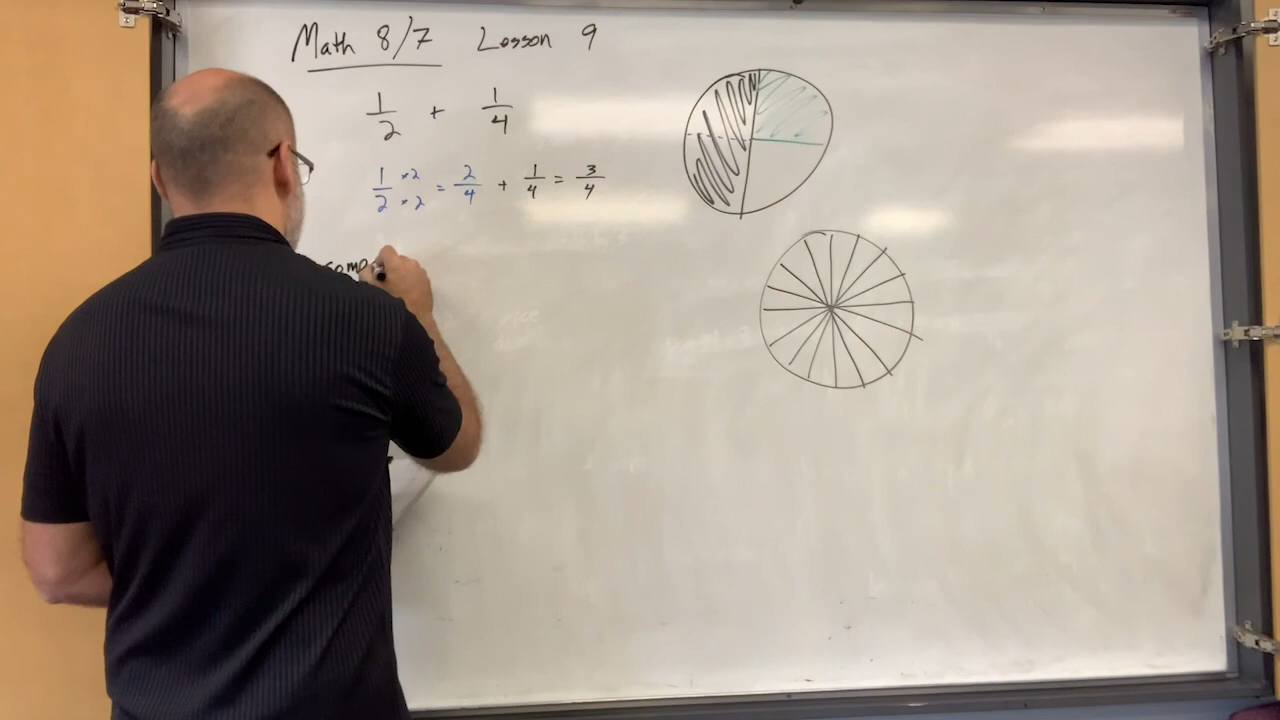 Math 8/7 Lesson 9
1/2 + 1/4
1×2/2×2 = 2/4 + 1/4 = 3/4